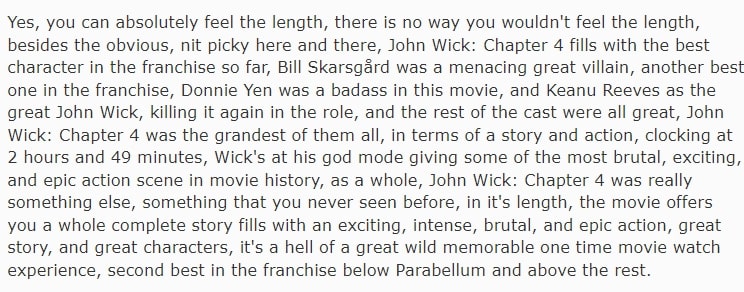 Yes, you can absolutely feel the length, there is no way you wouldn't feel the length,
besides the obvious, nit picky here and there, John Wick: Chapter 4 fills with the best
character in the franchise so far, Bill Skarsgård was a menacing great villain, another best
one in the franchise, Donnie Yen was a badass in this movie, and Keanu Reeves as the
great John Wick, killing it again in the role, and the rest of the cast were all great, John
Wick: Chapter 4 was the grandest of them all, in terms of a story and action, clocking at
2 hours and 49 minutes, Wick's at his god mode giving some of the most brutal, exciting,
and epic action scene in movie history, as a whole, John Wick: Chapter 4 was really
something else, something that you never seen before, in it's length, the movie offers
you a whole complete story fills with an exciting, intense, brutal, and epic action, great
story, and great characters, it's a hell of a great wild memorable one time movie watch
experience, second best in the franchise below Parabellum and above the rest.